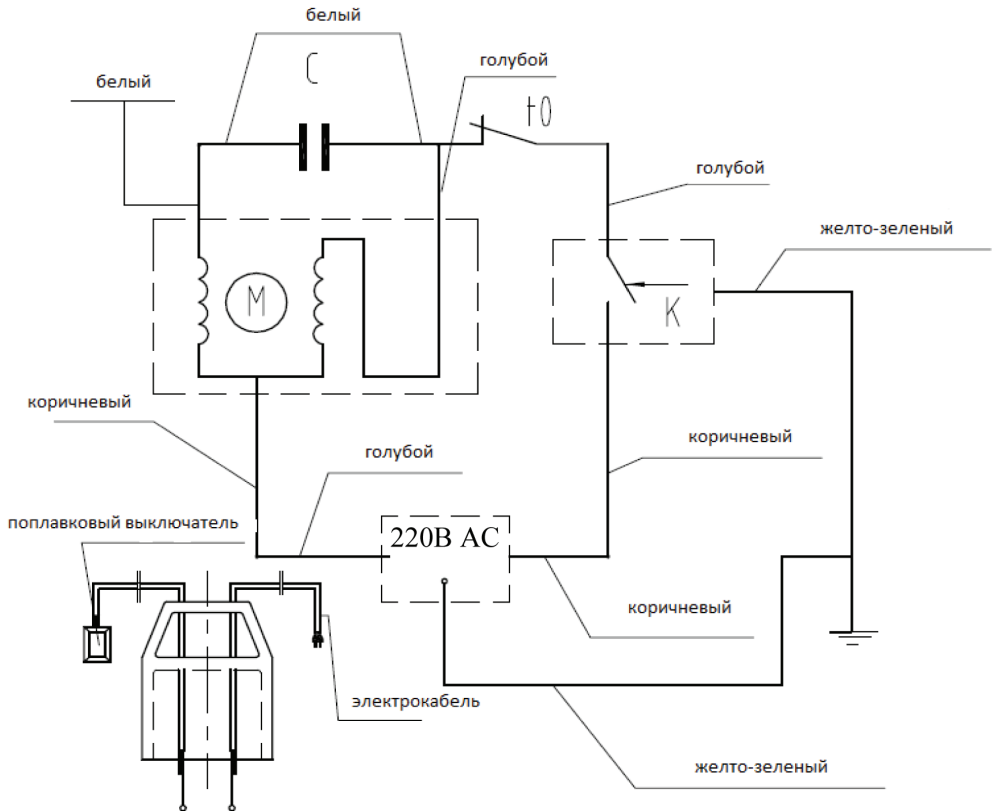 белый
C
голубой
белый
t0
голубой
желто-зеленый
M
K
коричневый
голубой
коричневый
поплавковый выключатель
220В AC
коричневый
электрокабель
желто-зеленый